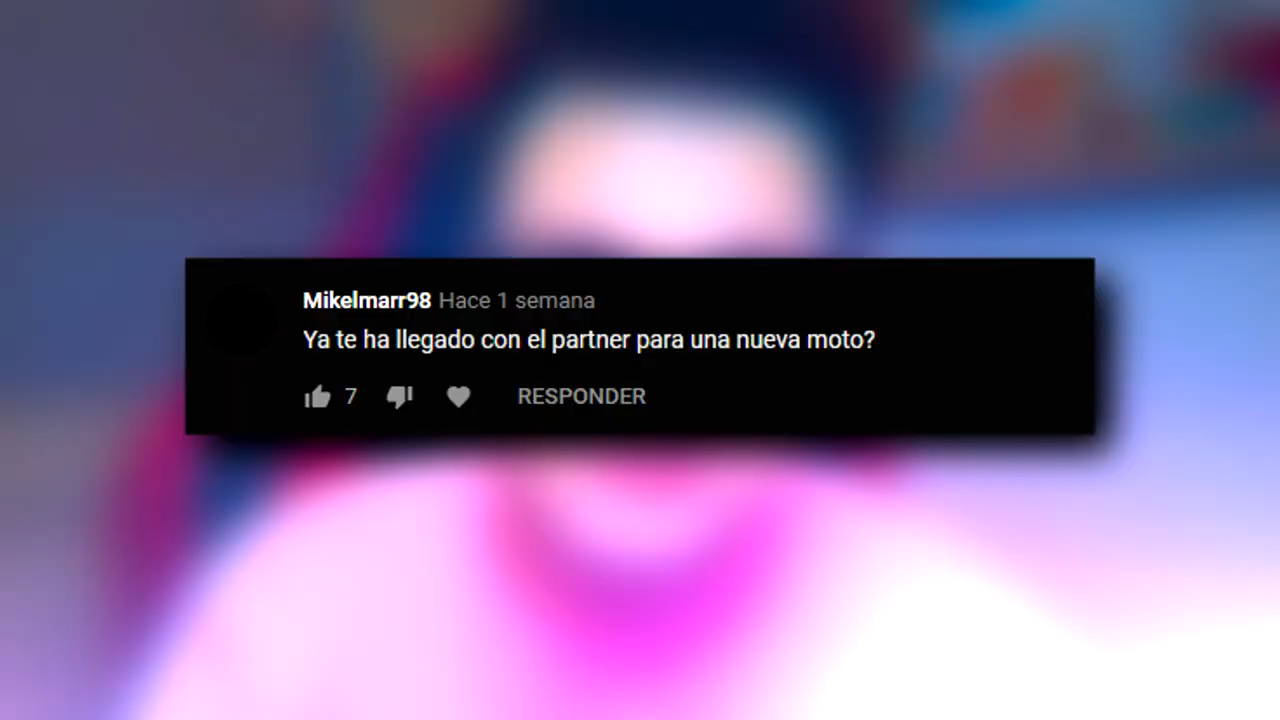 Mikelmarr98 Hace 1 semana
Ya te ha llegado con el partner para una nueva moto?
7 RESPONDER